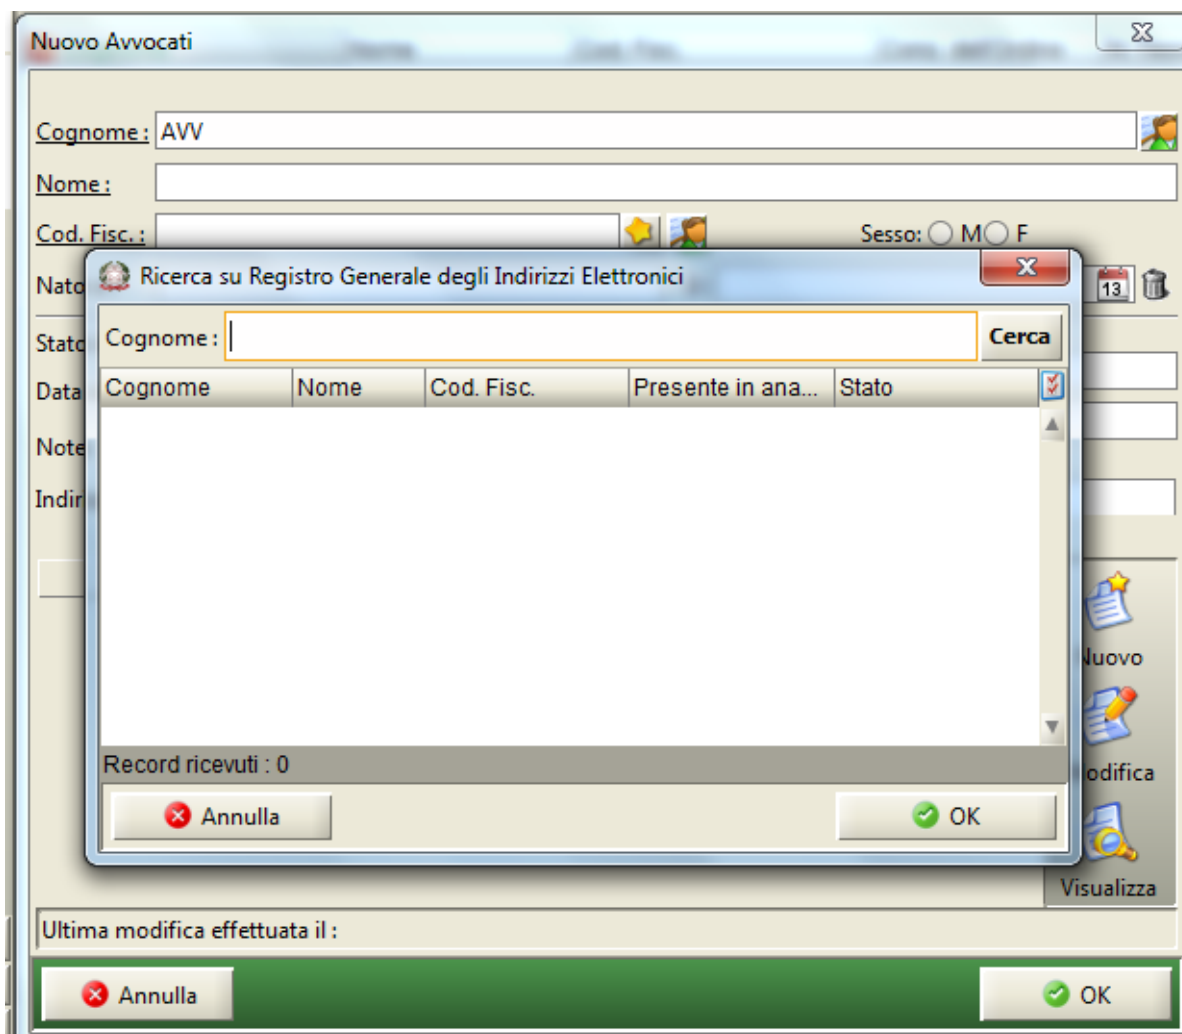 Nuovo Avvocati
Cognome : AVV
Nome :
Cod. Fisc. : Sesso: M F
Nato 13
Ricerca su Registro Generale degli Indirizzi Elettronici
Cognome : Cerca
Cognome Nome Cod. Fisc. Presente in ana... Stato
Stato
Data
Note
Indir
Record ricevuti : 0
Annulla OK
Nuovo
Modifica
Visualizza
Ultima modifica effettuata il :
Annulla OK